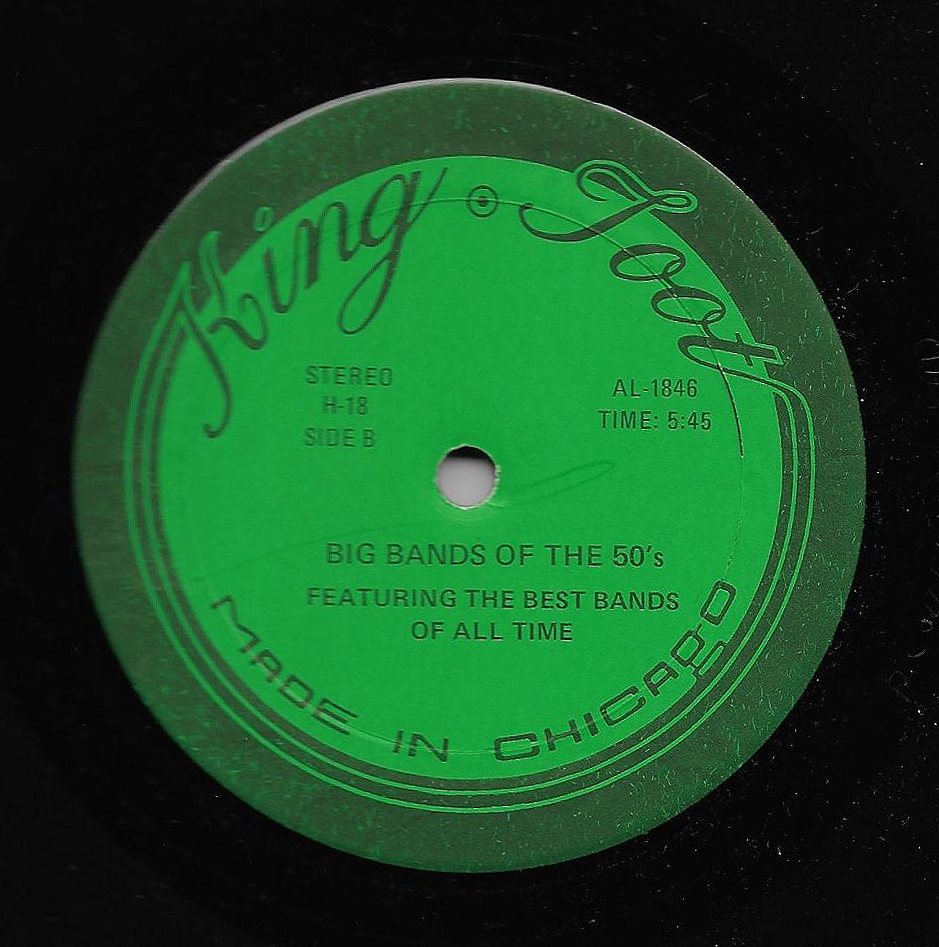 King Toot
STEREO
H-18
SIDE B
AL-1846
TIME: 5:45
BIG BANDS OF THE 50's
FEATURING THE BEST BANDS
OF ALL TIME
MADE IN CHICAGO